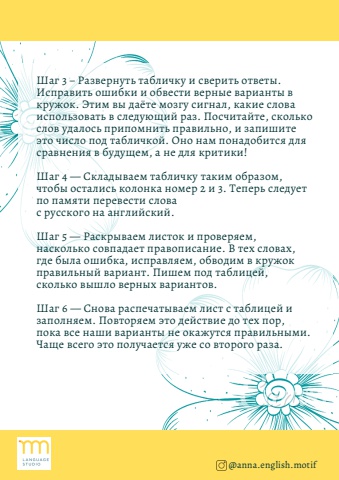 Шаг 3 – Развернуть табличку и сверить ответы.
Исправить ошибки и обвести верные варианты в
кружок. Этим вы даёте мозгу сигнал, какие слова
использовать в следующий раз. Посчитайте, сколько
слов удалось припомнить правильно, и запишите
это число под табличкой. Оно нам понадобится для
сравнения в будущем, а не для критики!
Шаг 4 — Складываем табличку таким образом,
чтобы остались колонка номер 2 и 3. Теперь следует
по памяти перевести слова
с русского на английский.
Шаг 5 — Раскрываем листок и проверяем,
насколько совпадает правописание. В тех словах,
где была ошибка, исправляем, обводим в кружок
правильный вариант. Пишем под таблицей,
сколько вышло верных вариантов.
Шаг 6 — Снова распечатываем лист с таблицей и
заполняем. Повторяем это действие до тех пор,
пока все наши варианты не окажутся правильными.
Чаще всего это получается уже со второго раза.
LANGUAGE
STUDIO
@anna.english.motif